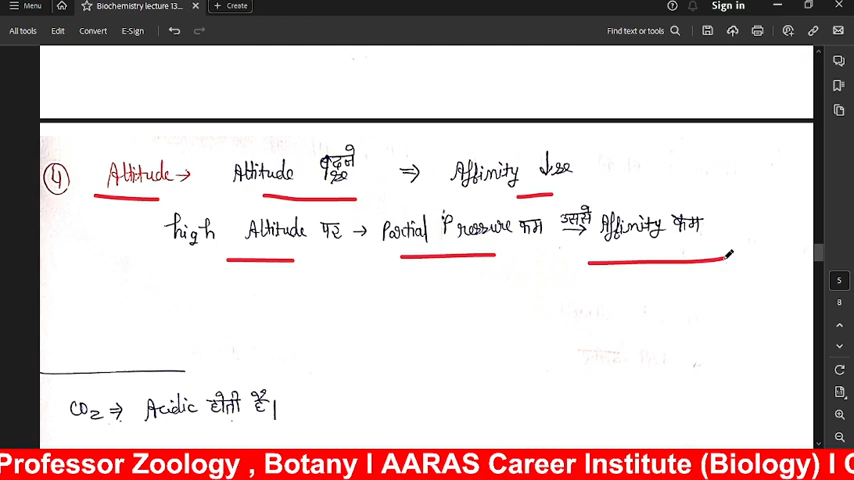 Menu
Biochemistry lecture 13...
Create
Sign in
All tools
Edit
Convert
E-Sign
Find text or tools
④ Altitude → Altitude बढ़ने ↑ से ⇒ Affinity ↓ से
high Altitude पर → Partial Pressure कम उससे → Affinity कम
5
8
CO₂ ⇒ Acidic होती है।
Professor Zoology , Botany I AARAS Career Institute (Biology) I C